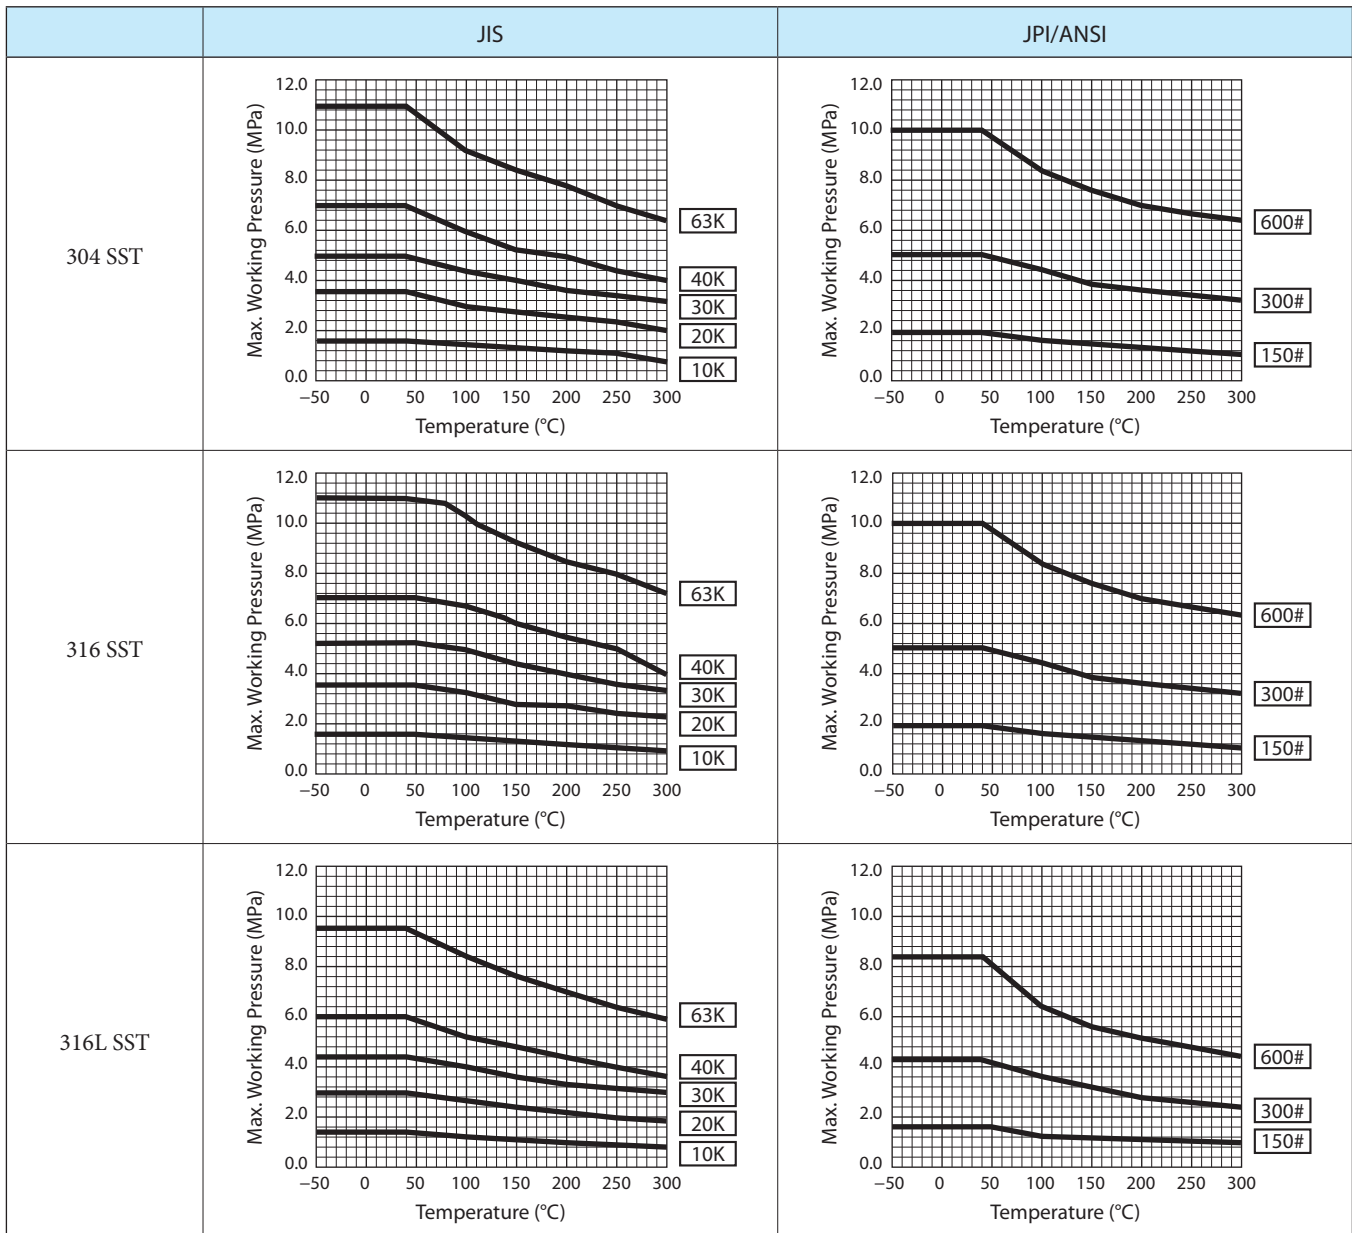 JIS
JPI/ANSI
304 SST
Max. Working Pressure (MPa)
12.0
10.0
8.0
6.0
4.0
2.0
0.0
63K
40K
30K
20K
10K
−50 0 50 100 150 200 250 300
Temperature (°C)
Max. Working Pressure (MPa)
12.0
10.0
8.0
6.0
4.0
2.0
0.0
600#
300#
150#
−50 0 50 100 150 200 250 300
Temperature (°C)
316 SST
Max. Working Pressure (MPa)
12.0
10.0
8.0
6.0
4.0
2.0
0.0
63K
40K
30K
20K
10K
−50 0 50 100 150 200 250 300
Temperature (°C)
Max. Working Pressure (MPa)
12.0
10.0
8.0
6.0
4.0
2.0
0.0
600#
300#
150#
−50 0 50 100 150 200 250 300
Temperature (°C)
316L SST
Max. Working Pressure (MPa)
12.0
10.0
8.0
6.0
4.0
2.0
0.0
63K
40K
30K
20K
10K
−50 0 50 100 150 200 250 300
Temperature (°C)
Max. Working Pressure (MPa)
12.0
10.0
8.0
6.0
4.0
2.0
0.0
600#
300#
150#
−50 0 50 100 150 200 250 300
Temperature (°C)